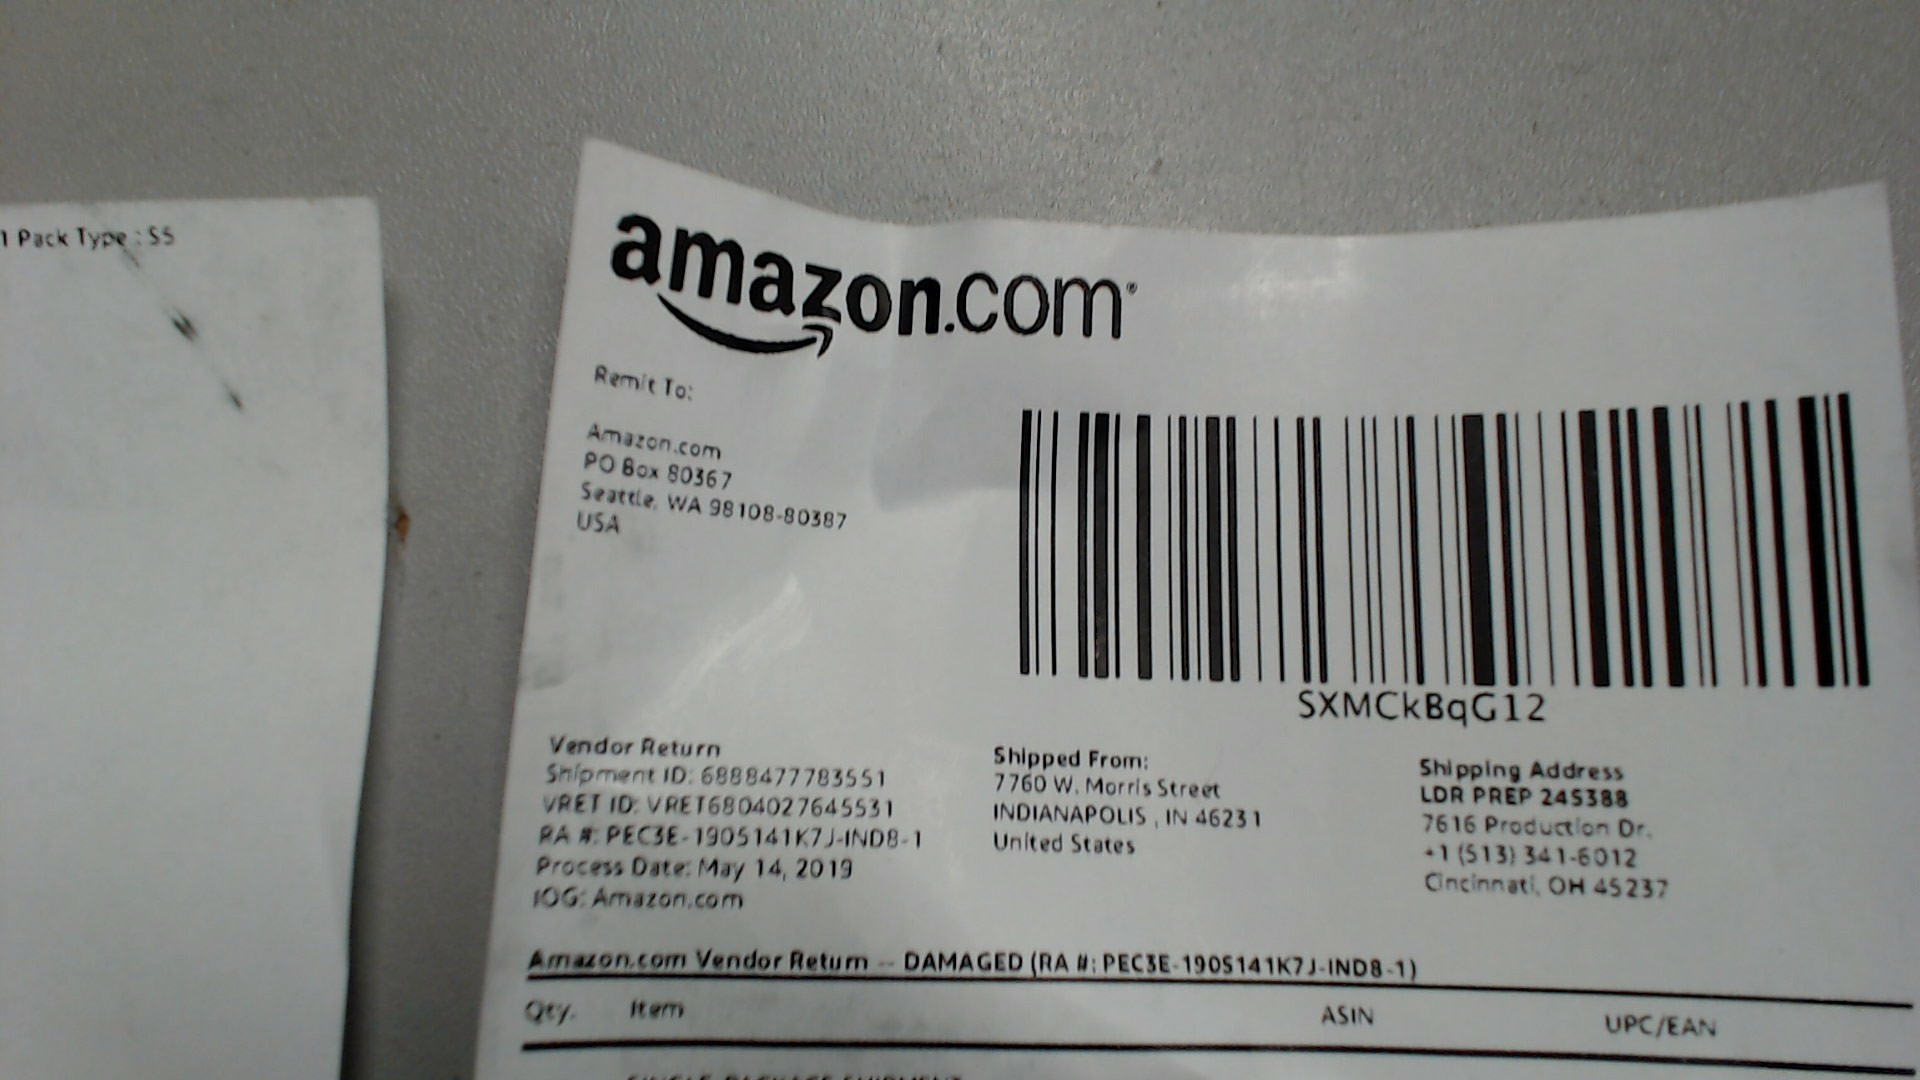 1 Pack Type : S5
amazon.com
Remit To:
Amazon.com
PO Box 80367
Seattle, WA 98108-80387
USA
SXMCkBqG12
Vendor Return
Shipment ID: 6888477783551
VRET ID: VRET6804027645531
RA #: PEC3E-1905141K7J-IND8-1
Process Date: May 14, 2019
IOG: Amazon.com
Shipped From:
7760 W. Morris Street
INDIANAPOLIS , IN 46231
United States
Shipping Address
LDR PREP 245388
7616 Production Dr.
+1 (513) 341-6012
Cincinnati, OH 45237
Amazon.com Vendor Return -- DAMAGED (RA #: PEC3E-1905141K7J-IND8-1)
Qty. Item ASIN UPC/EAN